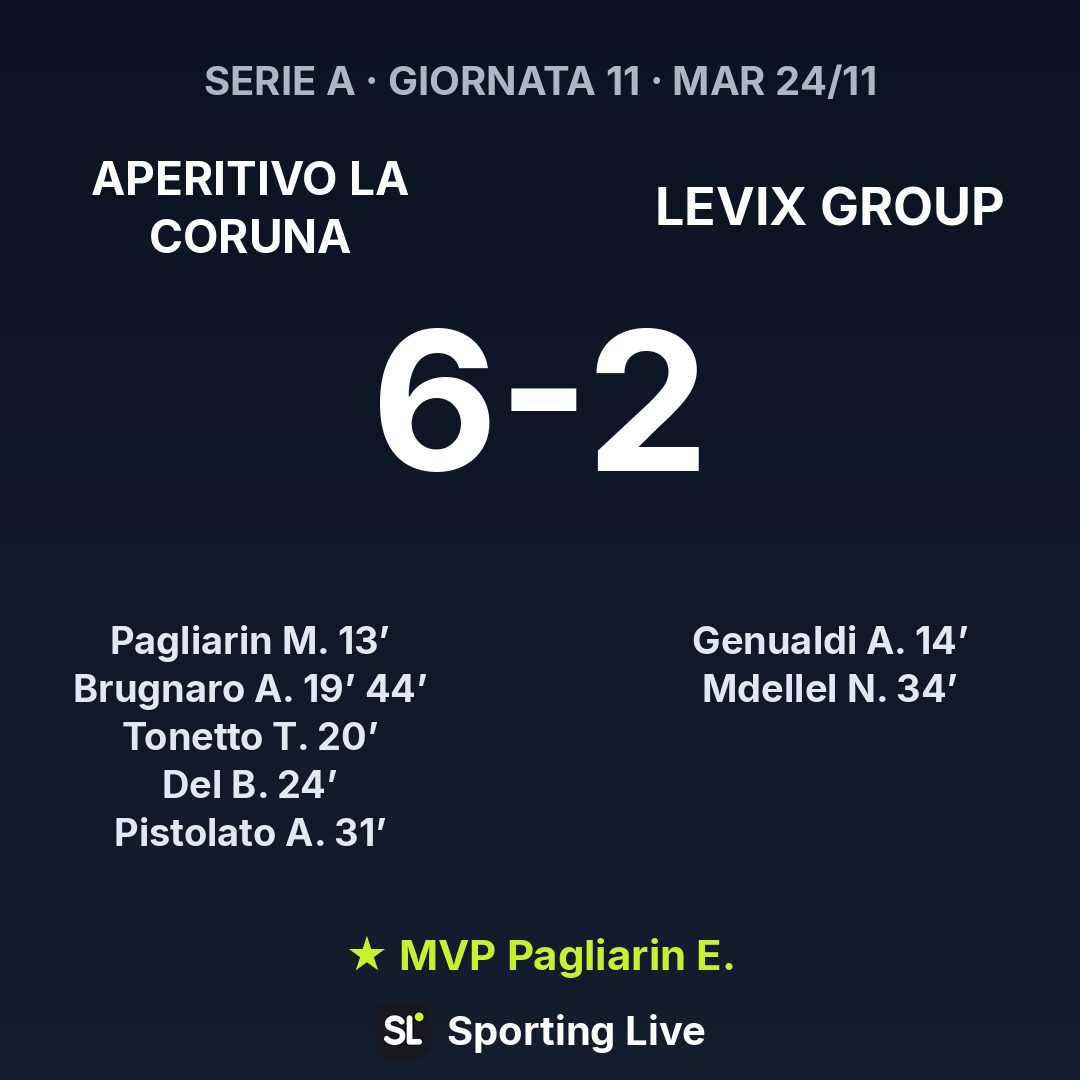 SERIE A · GIORNATA 11 · MAR 24/11
APERITIVO LA
CORUNA
LEVIX GROUP
6-2
Pagliarin M. 13’
Brugnaro A. 19’ 44’
Tonetto T. 20’
Del B. 24’
Pistolato A. 31’
Genualdi A. 14’
Mdellel N. 34’
★ MVP Pagliarin E.
SL Sporting Live